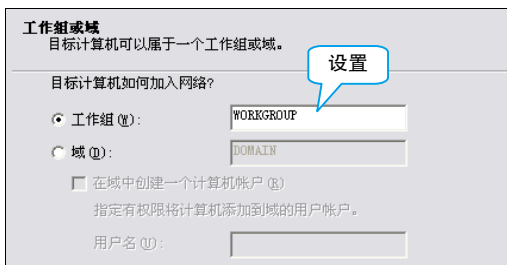 工作组或域
目标计算机可以属于一个工作组或域。
设置
目标计算机如何加入网络?
工作组(W): WORKGROUP
域(D): DOMAIN
在域中创建一个计算机帐户(R)
指定有权限将计算机添加到域的用户帐户。
用户名(U):